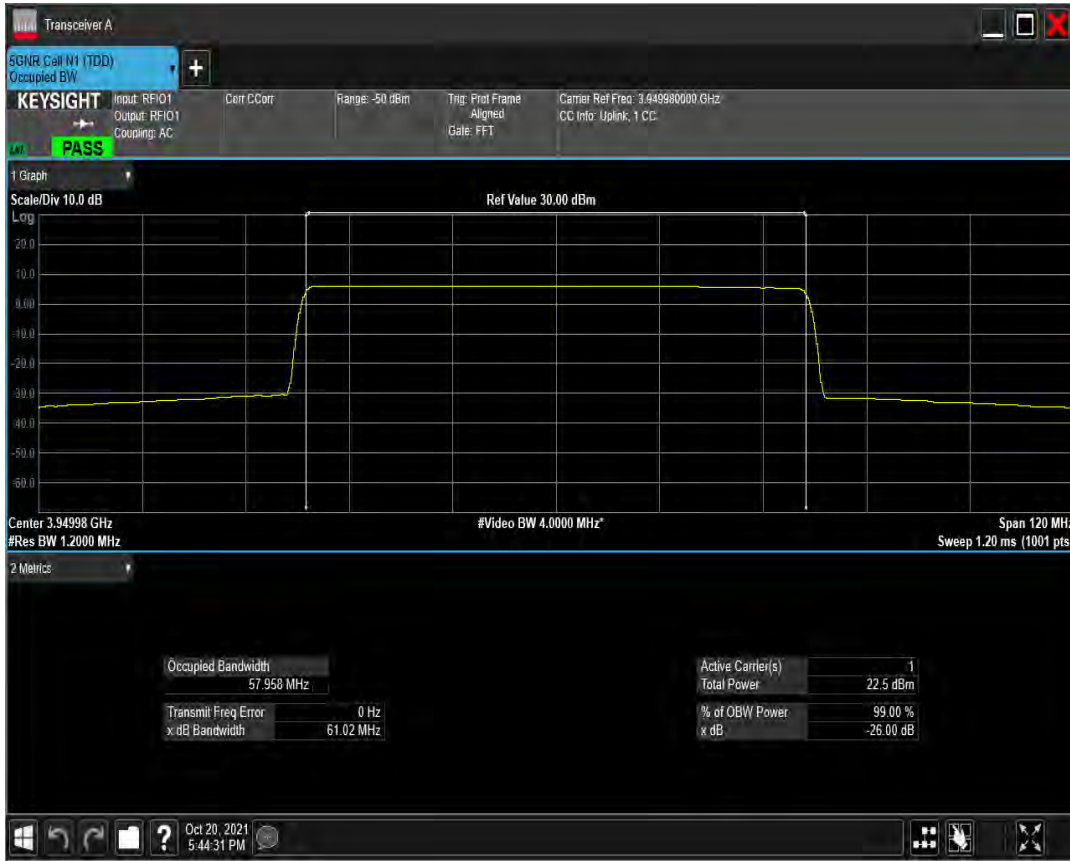 Transceiver A
5GNR Cell N1 (TDD)
Occupied BW
+
KEYSIGHT
Input: RFIO1
Output: RFIO1
Coupling: AC
Corr CCorr
Range: -50 dBm
Trig: Prot Frame
Aligned
Gate: FFT
Carrier Ref Freq: 3.949980000 GHz
CC Info: Uplink, 1 CC
PASS
1 Graph
Scale/Div 10.0 dB
Ref Value 30.00 dBm
Log
20.0
10.0
0.00
-10.0
-20.0
-30.0
-40.0
-50.0
-60.0
Center 3.94998 GHz
#Video BW 4.0000 MHz*
Span 120 MHz
#Res BW 1.2000 MHz
Sweep 1.20 ms (1001 pts
2 Metrics
Occupied Bandwidth
57.958 MHz
Transmit Freq Error 0 Hz
x dB Bandwidth 61.02 MHz
Active Carrier(s) 1
Total Power 22.5 dBm
% of OBW Power 99.00 %
x dB -26.00 dB
?
Oct 20, 2021
5:44:31 PM